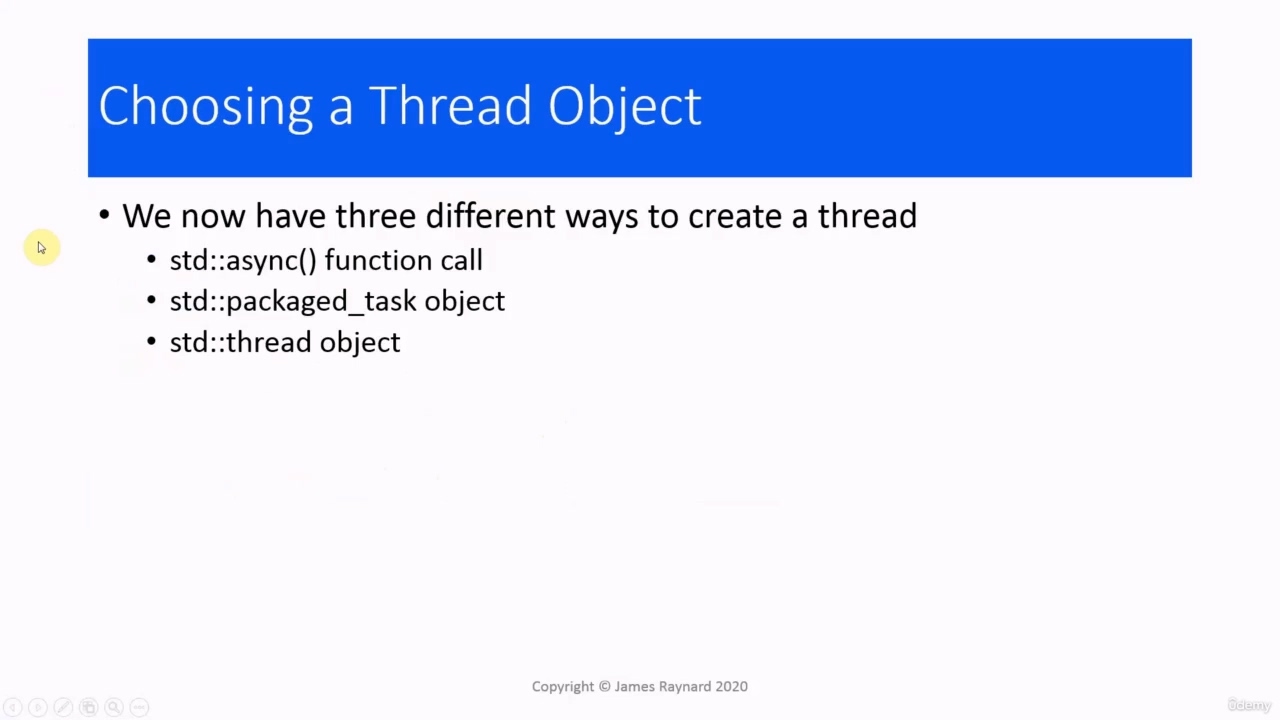 Choosing a Thread Object
• We now have three different ways to create a thread
• std::async() function call
• std::packaged_task object
• std::thread object
Copyright © James Raynard 2020
ûdemy